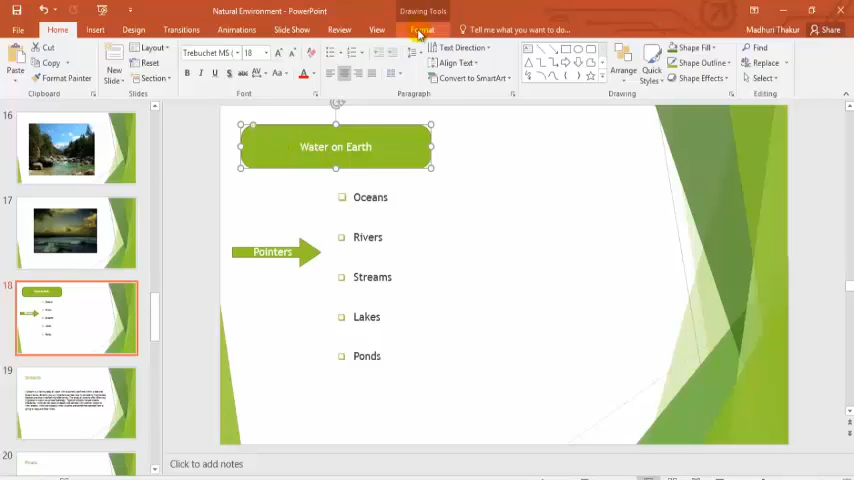 Natural Environment - PowerPoint
Drawing Tools
File
Home
Insert
Design
Transitions
Animations
Slide Show
Review
View
Format
Tell me what you want to do...
Madhuri Thakur
Share
Paste
Cut
Copy
Format Painter
Clipboard
New Slide
Layout
Reset
Section
Slides
Trebuchet MS
18
Font
Text Direction
Align Text
Convert to SmartArt
Paragraph
Arrange
Quick Styles
Shape Fill
Shape Outline
Shape Effects
Drawing
Find
Replace
Select
Editing
16
17
18
19
20
Water on Earth
Pointers
Oceans
Rivers
Streams
Lakes
Ponds
Click to add notes